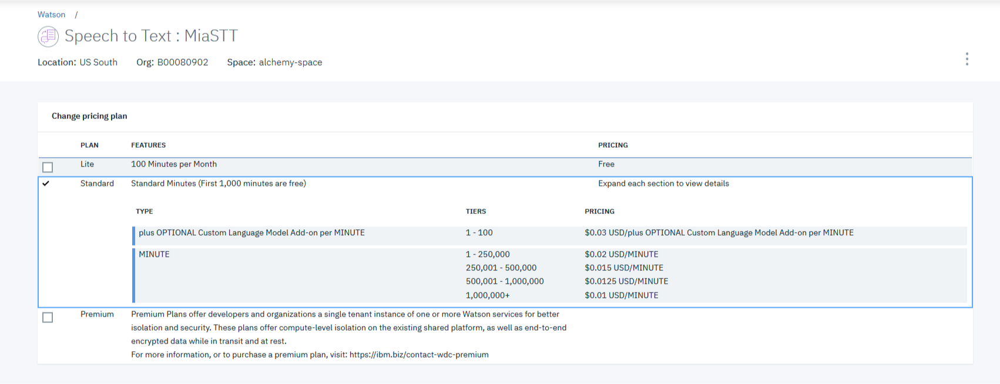 Watson /
Speech to Text : MiaSTT
Location: US South Org: B00080902 Space: alchemy-space
Change pricing plan
PLAN FEATURES PRICING
Lite 100 Minutes per Month Free
Standard Standard Minutes (First 1,000 minutes are free) Expand each section to view details
TYPE TIERS PRICING
plus OPTIONAL Custom Language Model Add-on per MINUTE 1 - 100 $0.03 USD/plus OPTIONAL Custom Language Model Add-on per MINUTE
MINUTE 1 - 250,000 $0.02 USD/MINUTE
250,001 - 500,000 $0.015 USD/MINUTE
500,001 - 1,000,000 $0.0125 USD/MINUTE
1,000,000+ $0.01 USD/MINUTE
Premium Premium Plans offer developers and organizations a single tenant instance of one or more Watson services for better
isolation and security. These plans offer compute-level isolation on the existing shared platform, as well as end-to-end
encrypted data while in transit and at rest.
For more information, or to purchase a premium plan, visit: https://ibm.biz/contact-wdc-premium